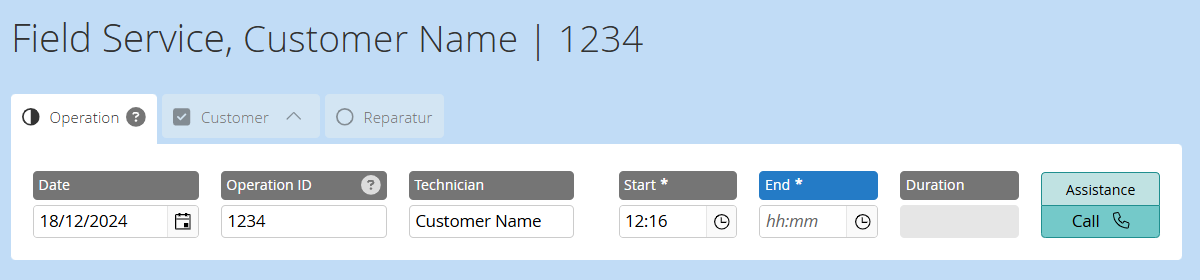 Field Service, Customer Name | 1234
Operation ? Customer Reparatur
Date Operation ID ? Technician Start * End * Duration Assistance
18/12/2024 1234 Customer Name 12:16 hh:mm Call